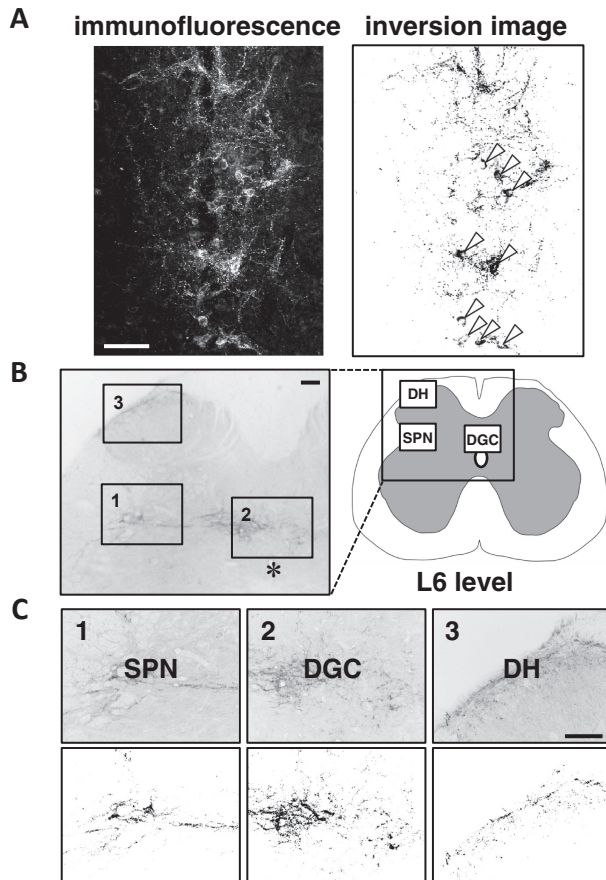 A
immunofluorescence inversion image
B
3
1
2
*
DH
SPN DGC
L6 level
C
1 2 3
SPN DGC DH